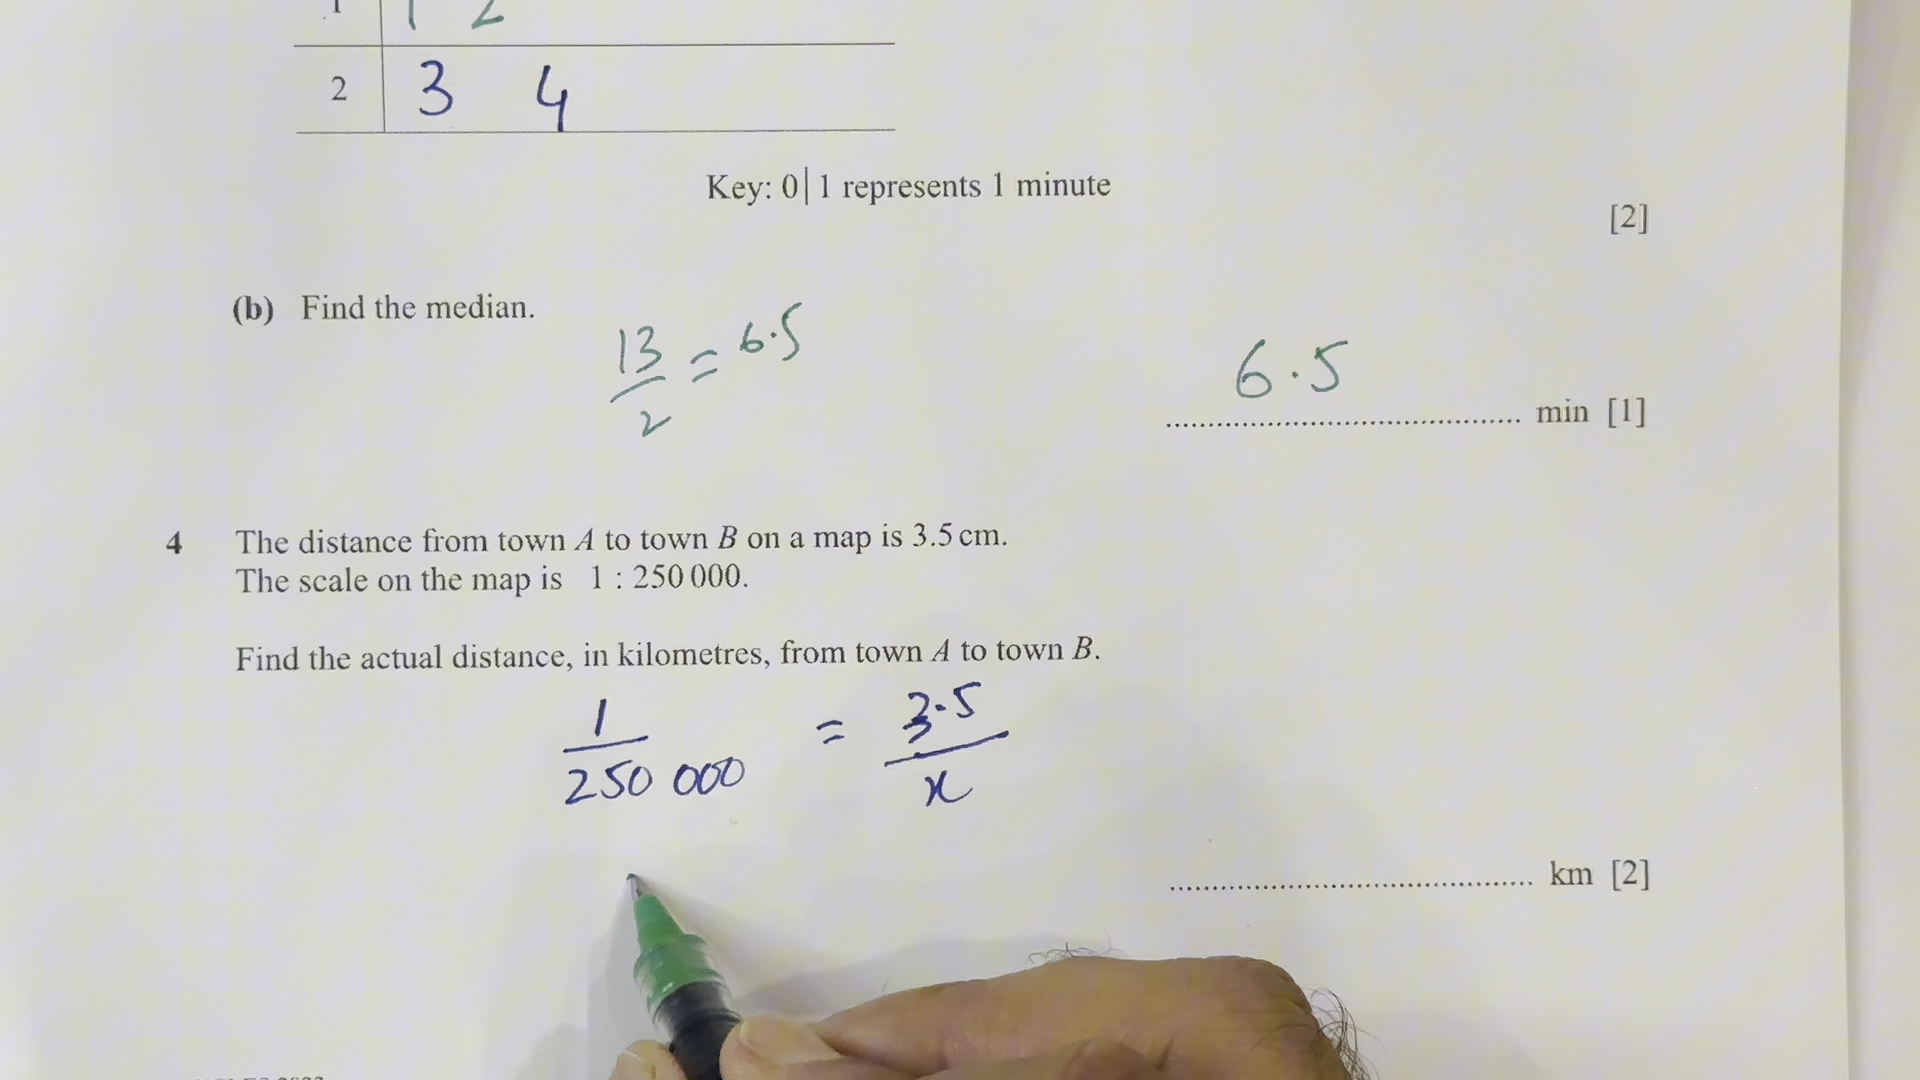 1 | 1 2
2 | 3 4
Key: 0 | 1 represents 1 minute
[2]
(b) Find the median.
13/2 = 6.5
6.5
........................................ min [1]
4 The distance from town A to town B on a map is 3.5 cm.
The scale on the map is 1 : 250 000.
Find the actual distance, in kilometres, from town A to town B.
1/250 000 = 3.5/x
........................................ km [2]